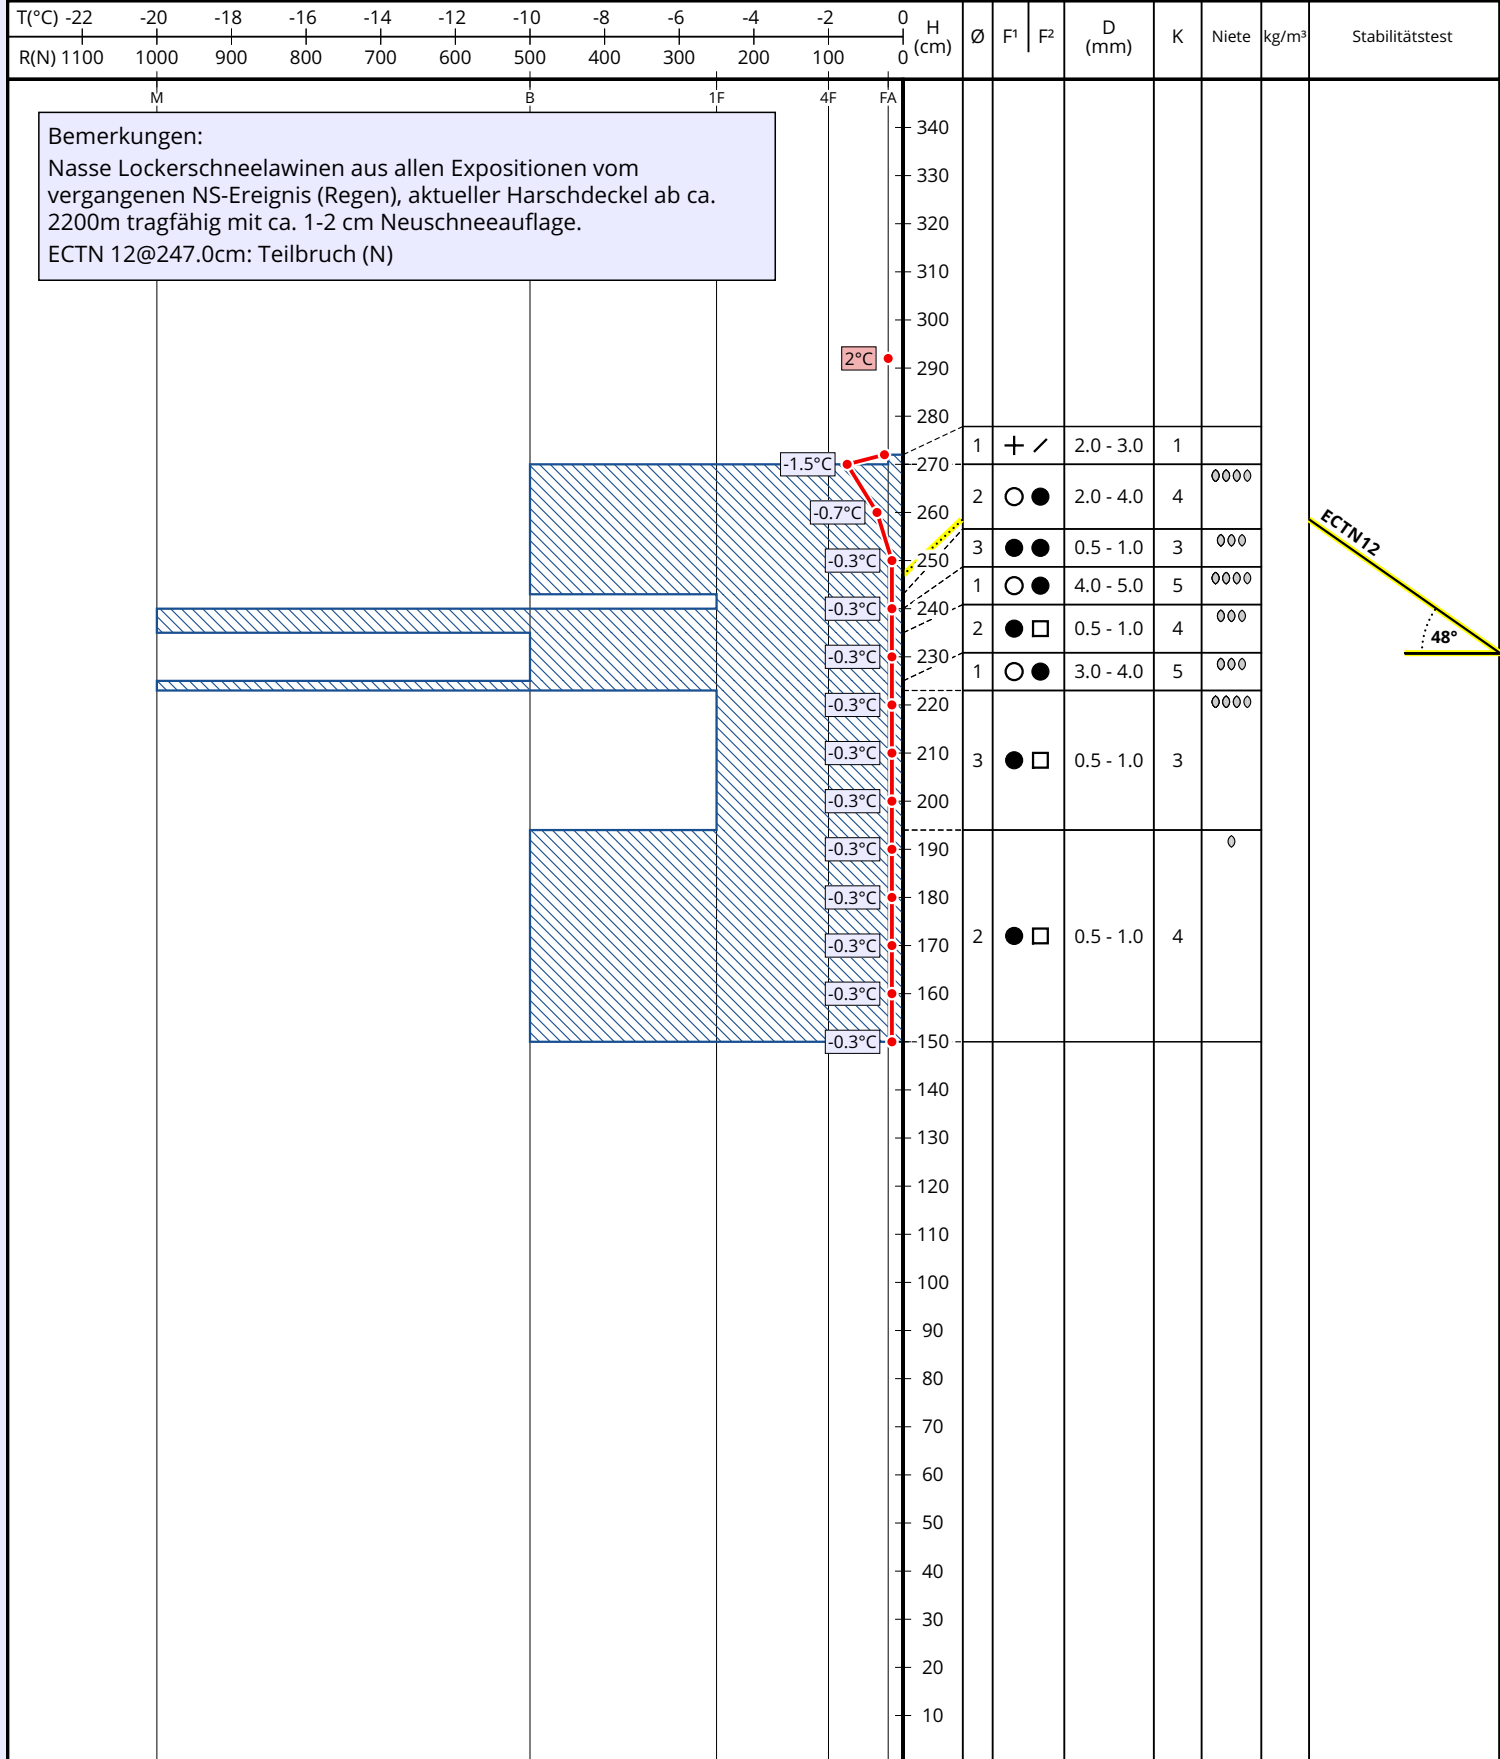 T(°C) -22 -20 -18 -16 -14 -12 -10 -8 -6 -4 -2 0
R(N) 1100 1000 900 800 700 600 500 400 300 200 100 0
H (cm) Ø F¹ F² D (mm) K Niete kg/m³ Stabilitätstest
M B 1F 4F FA
Bemerkungen:
Nasse Lockerschneelawinen aus allen Expositionen vom
vergangenen NS-Ereignis (Regen), aktueller Harschdeckel ab ca.
2200m tragfähig mit ca. 1-2 cm Neuschneeauflage.
ECTN 12@247.0cm: Teilbruch (N)
340
330
320
310
300
2°C
290
280
1 2.0 - 3.0 1
-1.5°C 270
2 2.0 - 4.0 4
-0.7°C 260
ECTN12
3 0.5 - 1.0 3
-0.3°C 250
1 4.0 - 5.0 5
-0.3°C 240
2 0.5 - 1.0 4
48°
-0.3°C 230
1 3.0 - 4.0 5
-0.3°C 220
-0.3°C 210
3 0.5 - 1.0 3
-0.3°C 200
-0.3°C 190
-0.3°C 180
2 0.5 - 1.0 4
-0.3°C 170
-0.3°C 160
-0.3°C 150
140
130
120
110
100
90
80
70
60
50
40
30
20
10